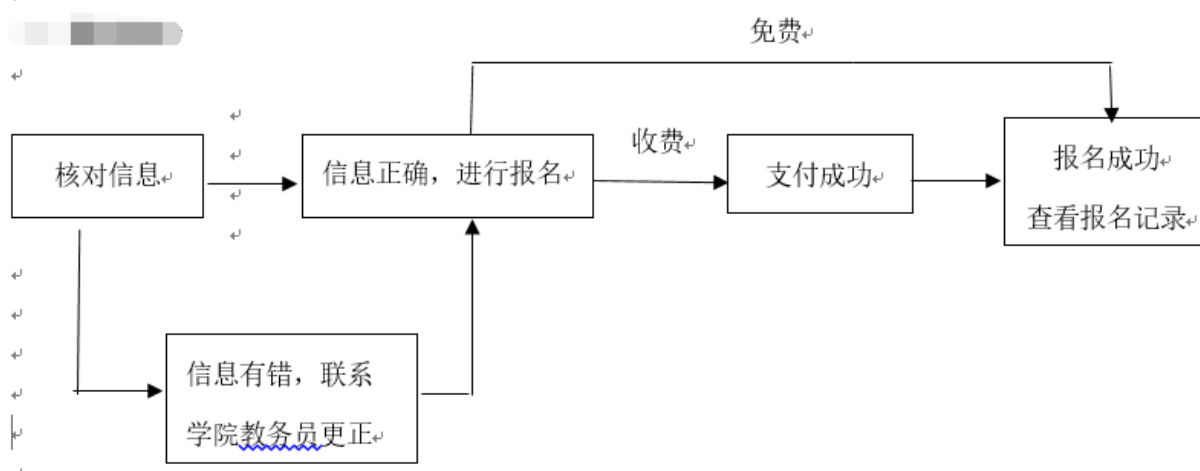 免费
收费
核对信息
信息正确，进行报名
支付成功
报名成功
查看报名记录
信息有错，联系
学院教务员更正